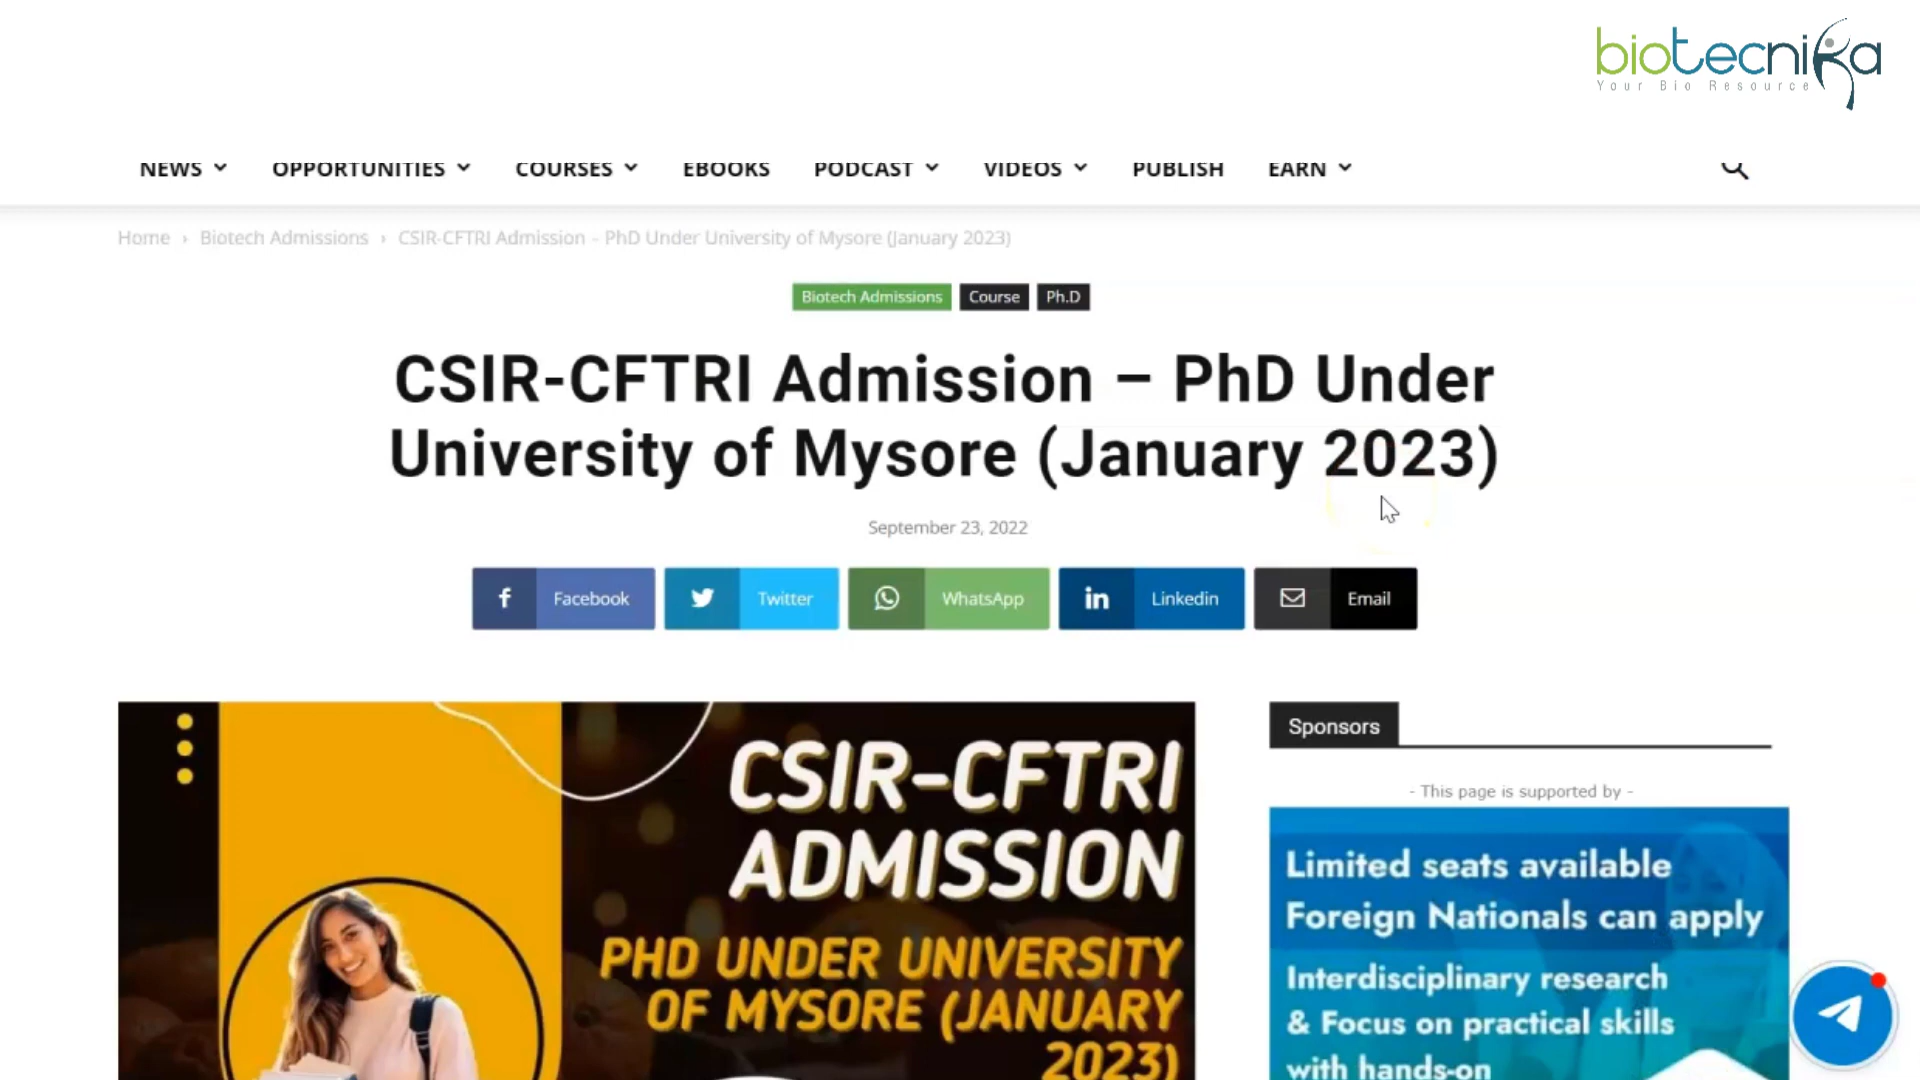 biotecnika
Your Bio Resource
NEWS OPPORTUNITIES COURSES EBOOKS PODCAST VIDEOS PUBLISH EARN
Home › Biotech Admissions › CSIR-CFTRI Admission – PhD Under University of Mysore (January 2023)
Biotech Admissions Course Ph.D
CSIR-CFTRI Admission – PhD Under
University of Mysore (January 2023)
September 23, 2022
Facebook Twitter WhatsApp Linkedin Email
CSIR-CFTRI
ADMISSION
PHD UNDER UNIVERSITY
OF MYSORE (JANUARY
2023)
Sponsors
- This page is supported by -
Limited seats available
Foreign Nationals can apply
Interdisciplinary research
& Focus on practical skills
with hands-on